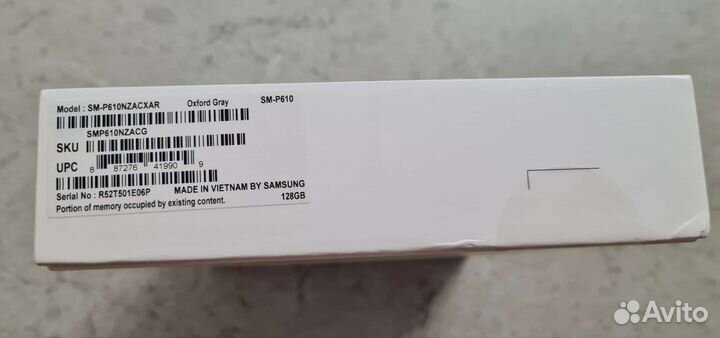 Model : SM-P610NZACXAR Oxford Gray SM-P610
SMP610NZACG
SKU
UPC
8 87276 41990 9
Serial No : R52T501E06P MADE IN VIETNAM BY SAMSUNG
Portion of memory occupied by existing content. 128GB
Avito